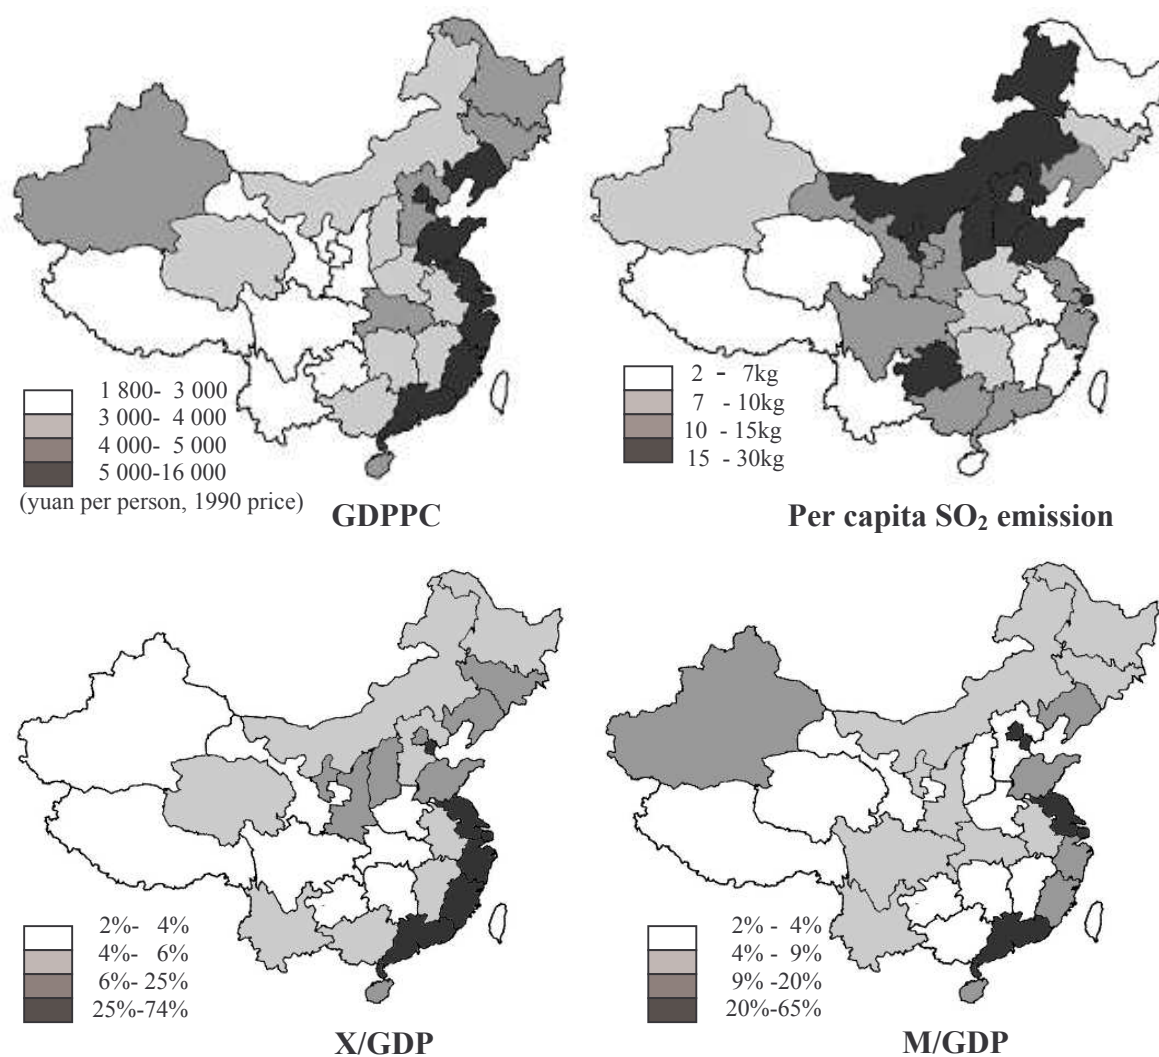 1 800- 3 000
3 000- 4 000
4 000- 5 000
5 000-16 000
(yuan per person, 1990 price)
GDPPC
2 - 7kg
7 - 10kg
10 - 15kg
15 - 30kg
Per capita SO₂ emission
2%- 4%
4%- 6%
6%- 25%
25%-74%
X/GDP
2% - 4%
4% - 9%
9% -20%
20%-65%
M/GDP